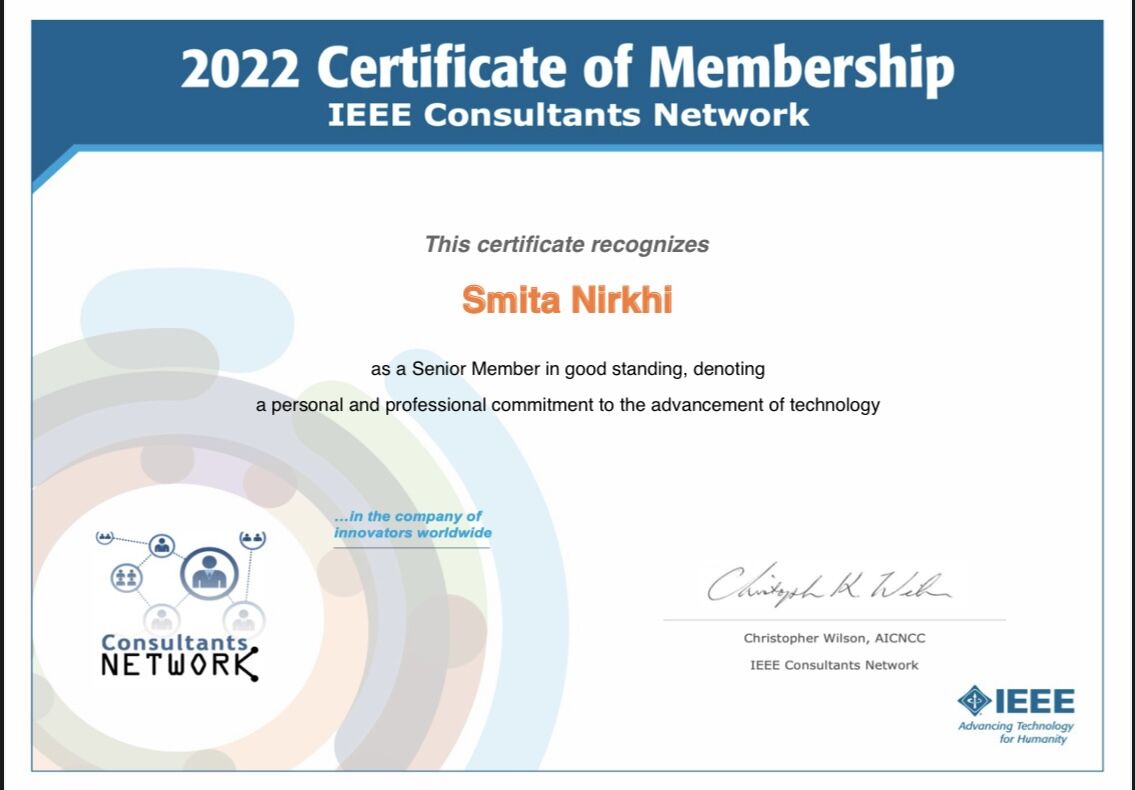 2022 Certificate of Membership
IEEE Consultants Network
This certificate recognizes
Smita Nirkhi
as a Senior Member in good standing, denoting
a personal and professional commitment to the advancement of technology
...in the company of
innovators worldwide
Consultants
NETWORK
Christopher K Wilson
Christopher Wilson, AICNCC
IEEE Consultants Network
IEEE
Advancing Technology
for Humanity